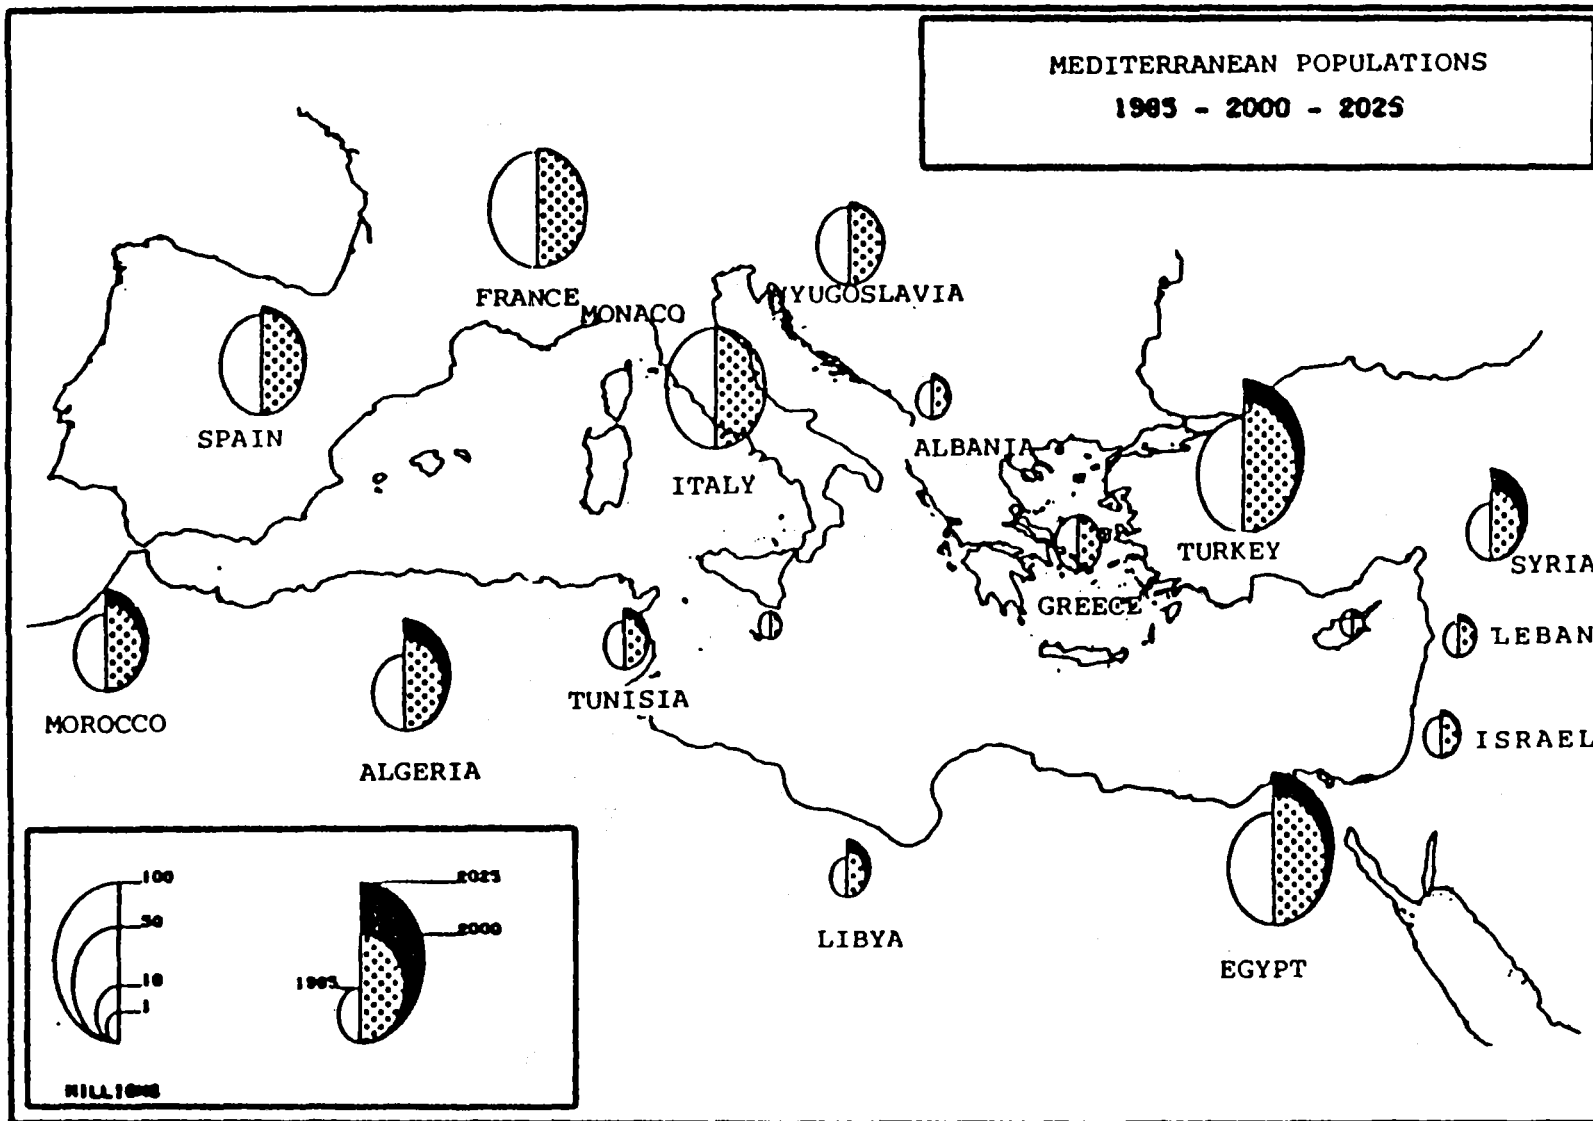 MEDITERRANEAN POPULATIONS
1985 - 2000 - 2025
FRANCE
MONACO
YUGOSLAVIA
SPAIN
ITALY
ALBANIA
TURKEY
SYRIA
GREECE
LEBAN
MOROCCO
TUNISIA
ISRAEL
ALGERIA
LIBYA
EGYPT
100
50
10
1
MILLIONS
2025
2000
1985